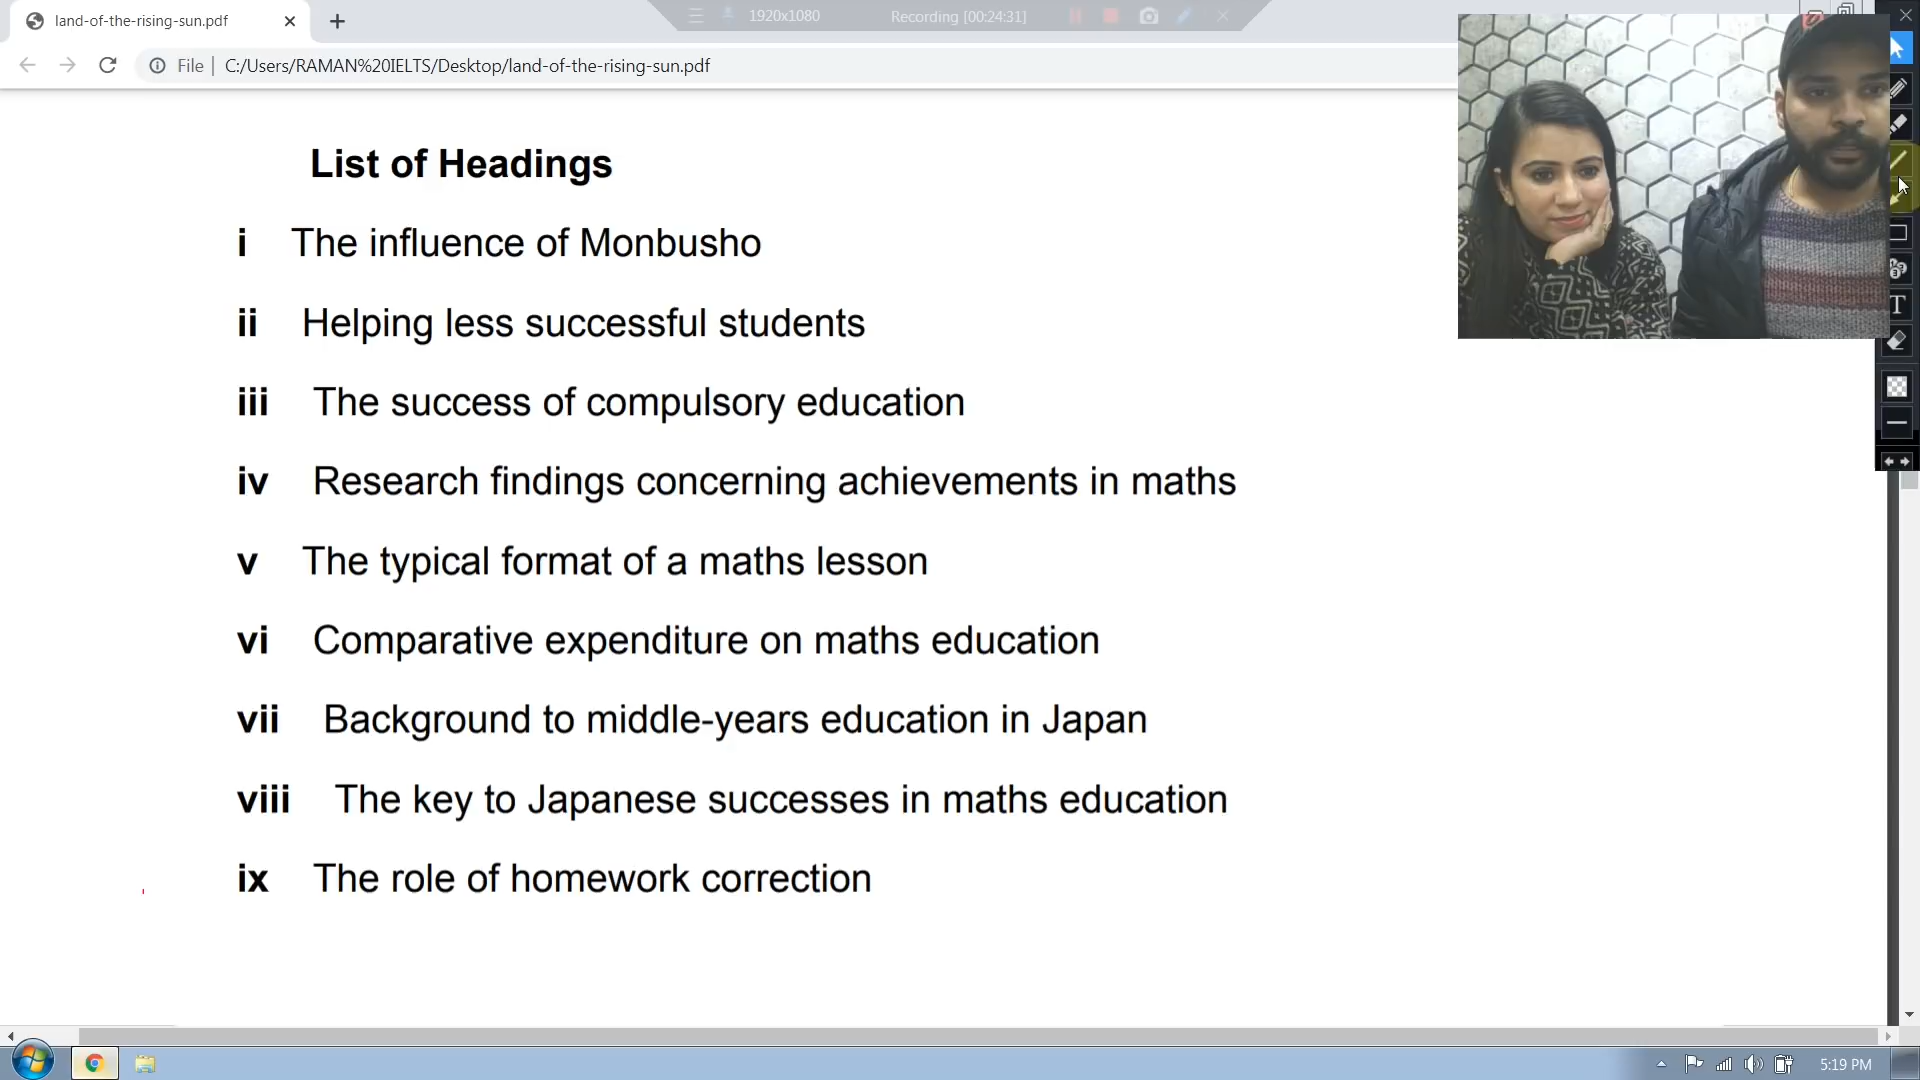 land-of-the-rising-sun.pdf
1920x1080 Recording [00:24:31]
File C:/Users/RAMAN%20IELTS/Desktop/land-of-the-rising-sun.pdf
List of Headings
i The influence of Monbusho
ii Helping less successful students
iii The success of compulsory education
iv Research findings concerning achievements in maths
v The typical format of a maths lesson
vi Comparative expenditure on maths education
vii Background to middle-years education in Japan
viii The key to Japanese successes in maths education
ix The role of homework correction
5:19 PM